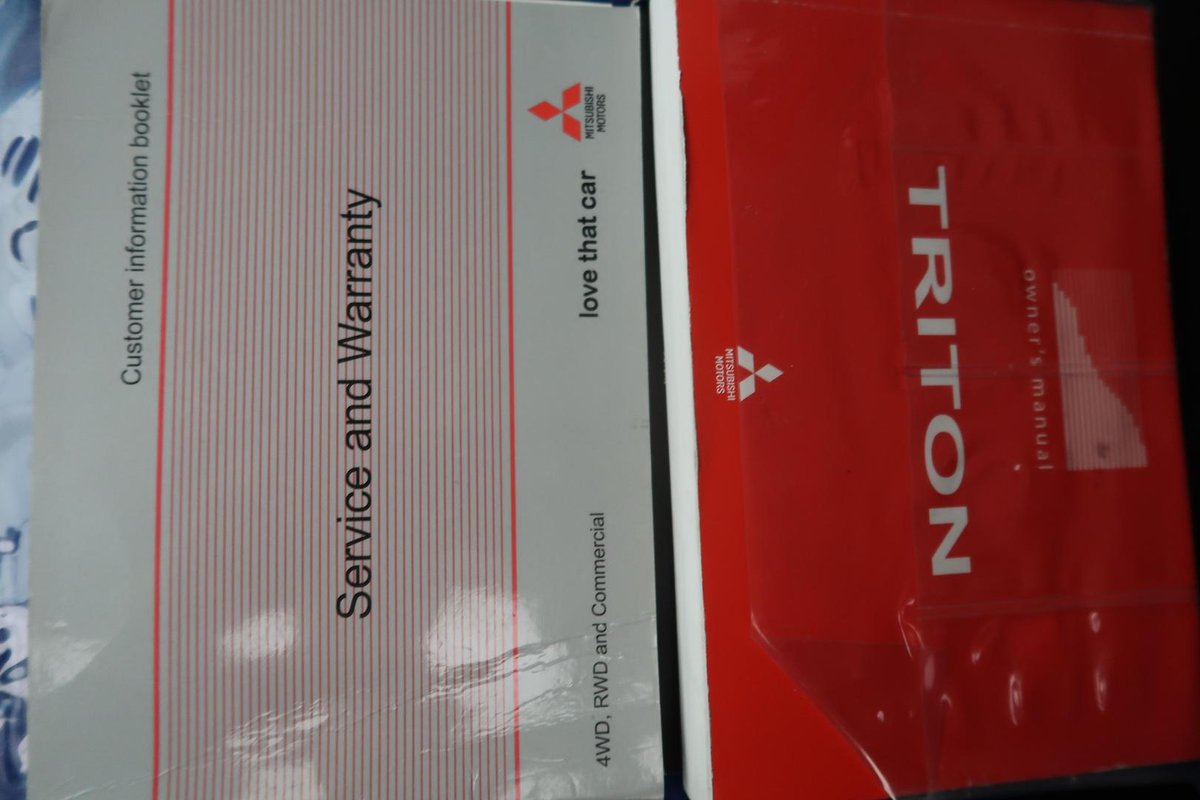 Customer information booklet
Service and Warranty
MITSUBISHI
MOTORS
love that car
4WD, RWD and Commercial
TRITON
owner's manual
MITSUBISHI
MOTORS